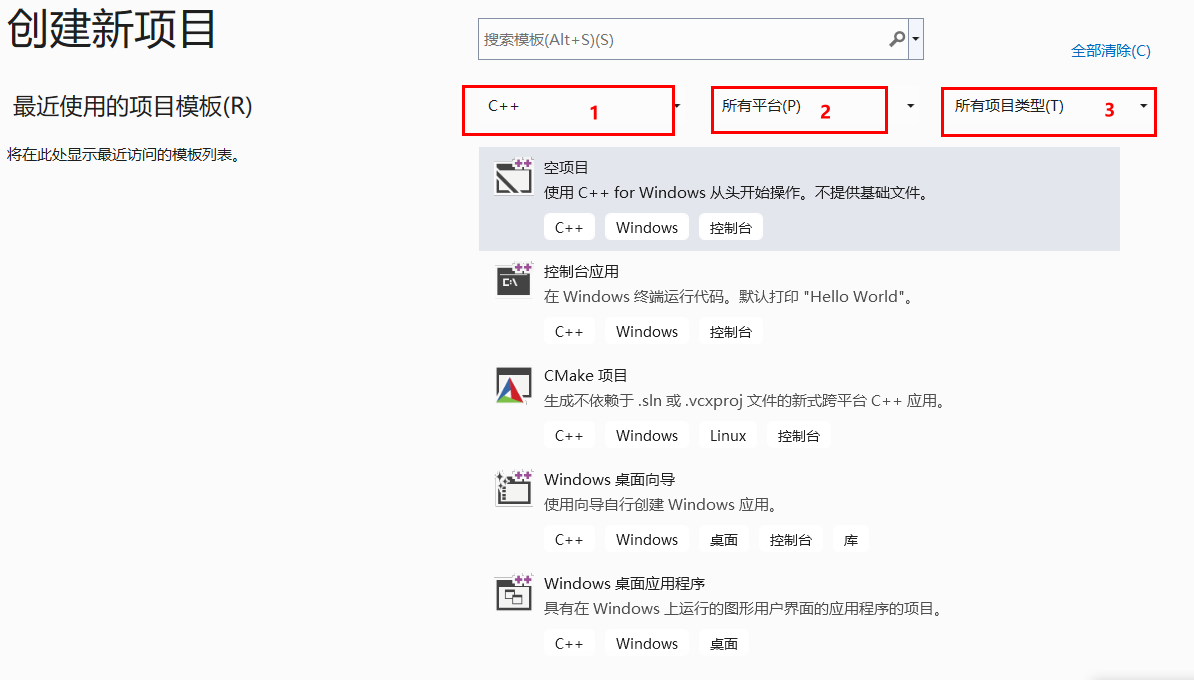 创建新项目
搜索模板(Alt+S)(S)
全部清除(C)
最近使用的项目模板(R)
将在此处显示最近访问的模板列表。
C++ 1 所有平台(P) 2 所有项目类型(T) 3
空项目
使用 C++ for Windows 从头开始操作。不提供基础文件。
C++ Windows 控制台
C:\
控制台应用
在 Windows 终端运行代码。默认打印 "Hello World"。
C++ Windows 控制台
CMake 项目
生成不依赖于 .sln 或 .vcxproj 文件的新式跨平台 C++ 应用。
C++ Windows Linux 控制台
Windows 桌面向导
使用向导自行创建 Windows 应用。
C++ Windows 桌面 控制台 库
Windows 桌面应用程序
具有在 Windows 上运行的图形用户界面的应用程序的项目。
C++ Windows 桌面